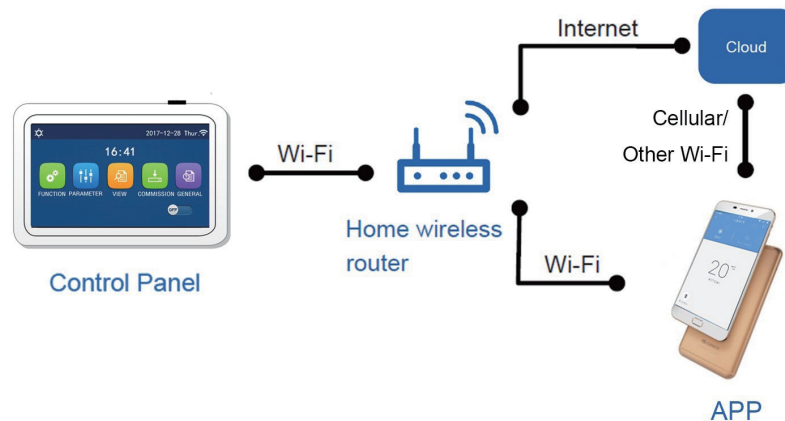 Internet
Cloud
Cellular/
Other Wi-Fi
2017-12-28 Thur.
16:41
FUNCTION PARAMETER VIEW COMMISSION GENERAL
OFF
Control Panel
Wi-Fi
Home wireless
router
Wi-Fi
20°C
APP